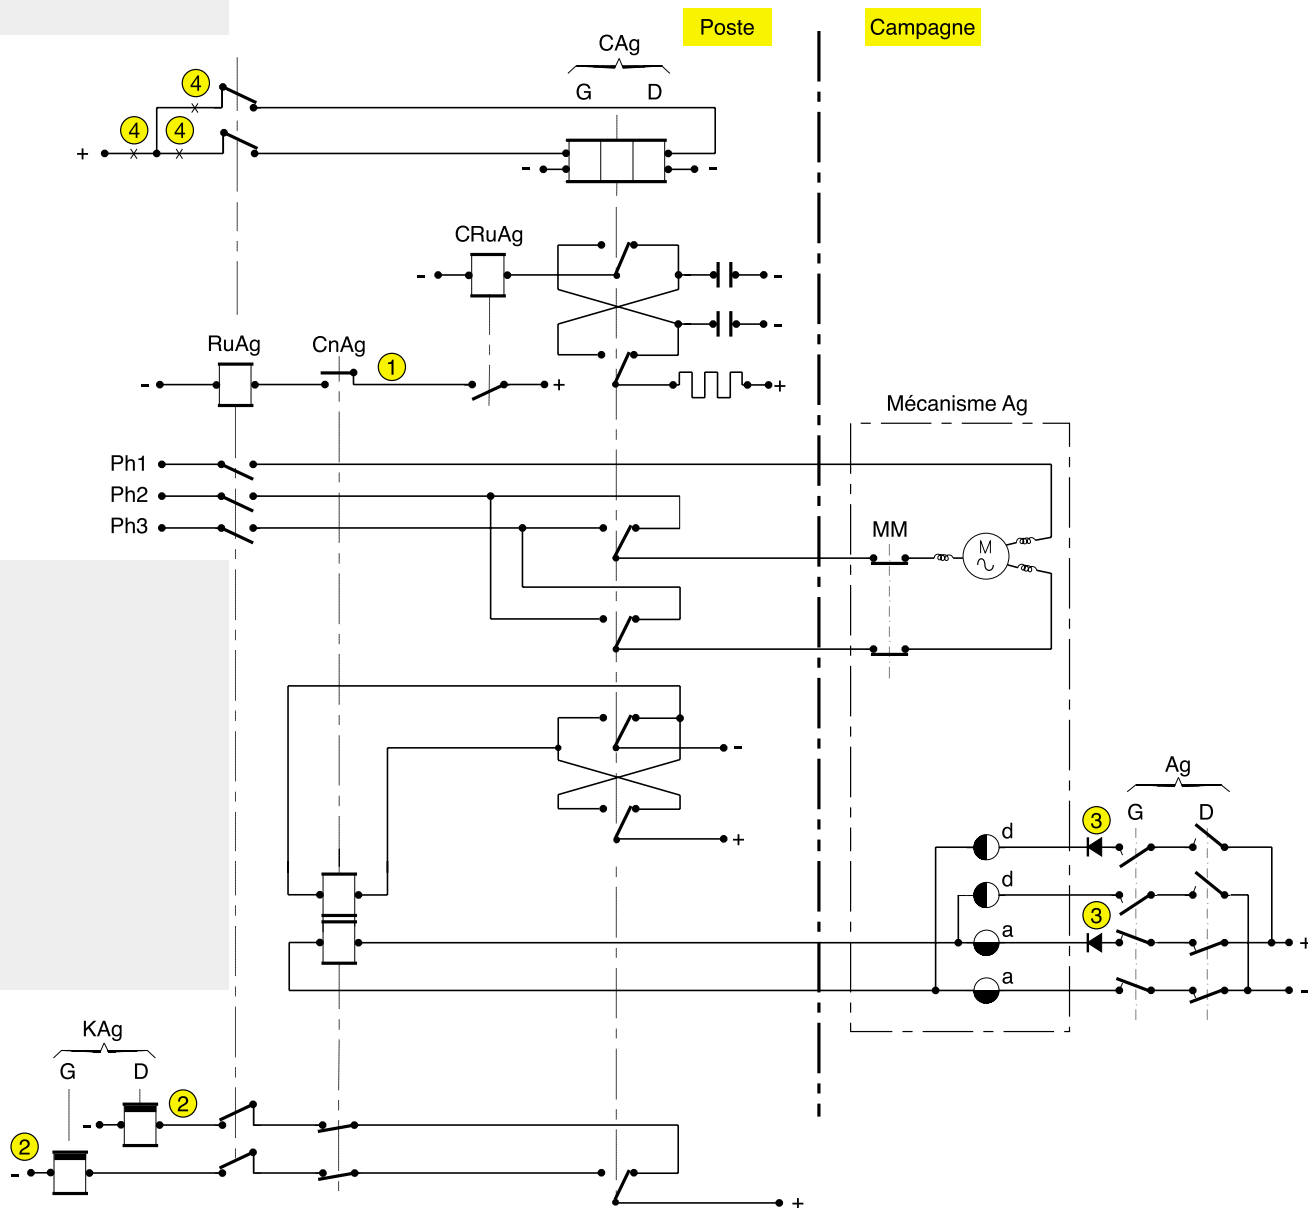 Poste Campagne
CAg
G D
4
4 4
+
- -
CRuAg
- -
-
RuAg CnAg
1
- + +
Mécanisme Ag
Ph1
Ph2
Ph3
MM
M
-
+
Ag
G D
d 3
d
3
a +
a -
KAg
G D
2
-
2
-
+